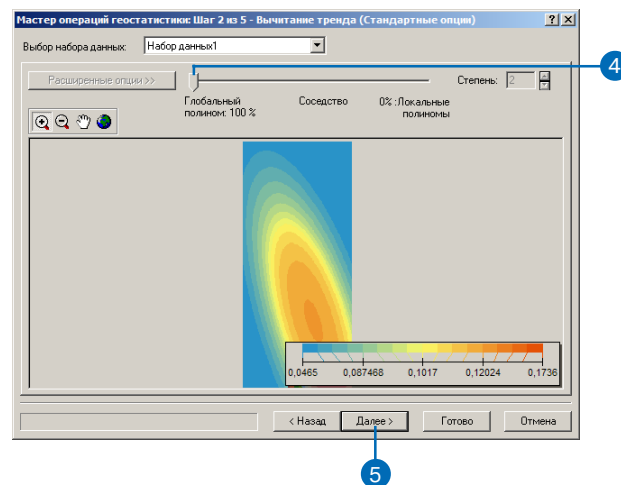 Мастер операций геостатистики: Шаг 2 из 5 - Вычитание тренда (Стандартные опции)
Выбор набора данных: Набор данных1
4
Расширенные опции >> Степень: 2
Глобальный полином: 100 % Соседство 0% :Локальные полиномы
0,0465 0,087468 0,1017 0,12024 0,1736
< Назад Далее > Готово Отмена
5